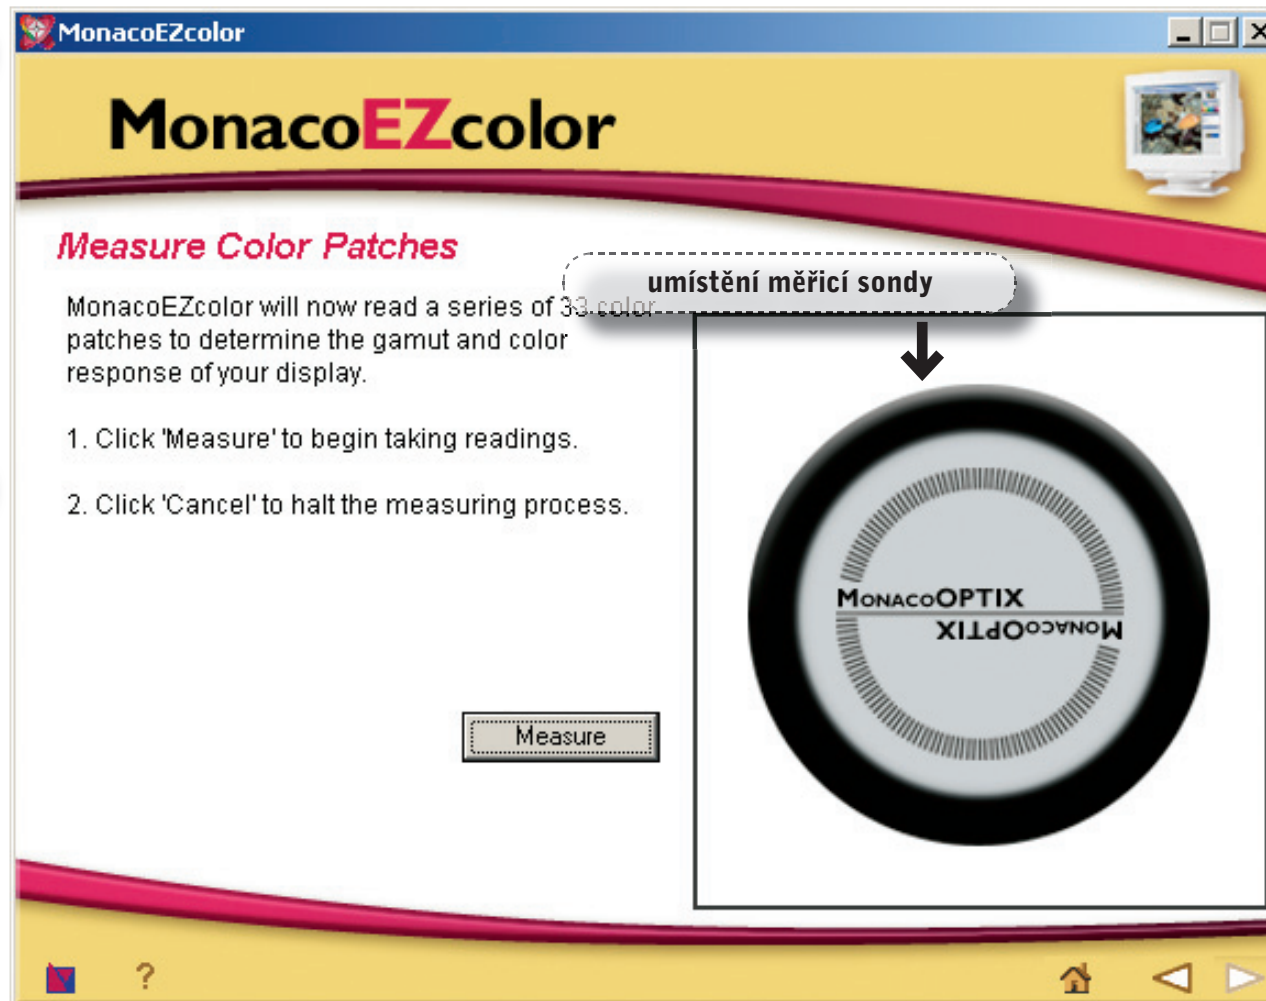 MonacoEZcolor
MonacoEZcolor
Measure Color Patches
umístění měřicí sondy
MonacoEZcolor will now read a series of 33 color
patches to determine the gamut and color
response of your display.
1. Click 'Measure' to begin taking readings.
2. Click 'Cancel' to halt the measuring process.
MONACOOPTIX
MONACOOPTIX
Measure
?